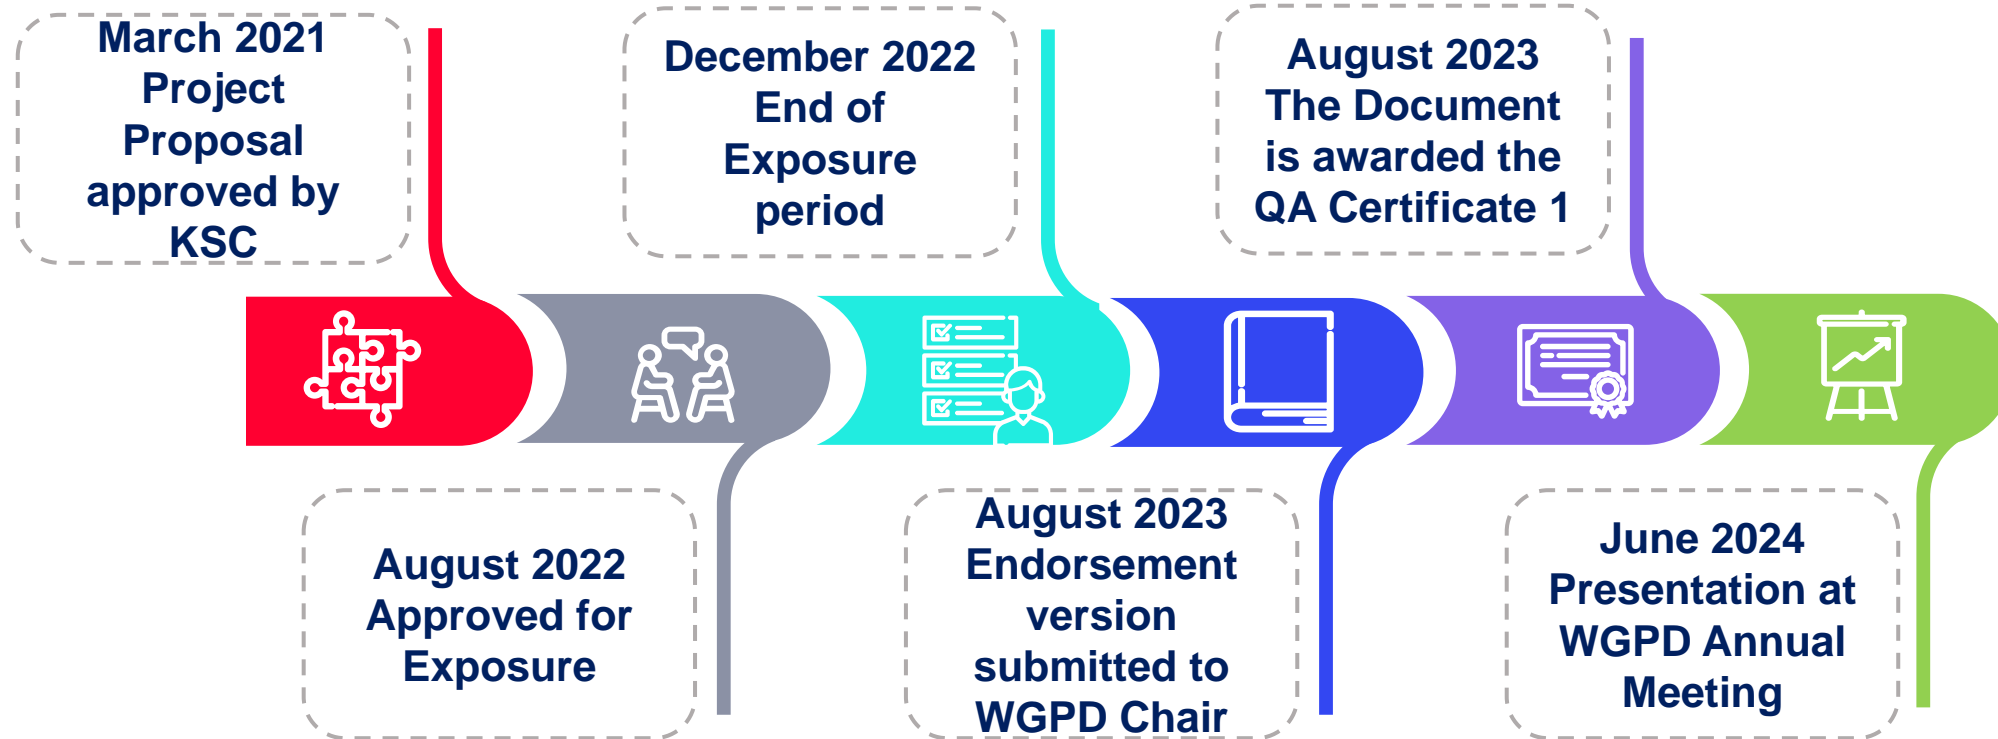 March 2021
Project
Proposal
approved by
KSC
August 2022
Approved for
Exposure
December 2022
End of
Exposure
period
August 2023
Endorsement
version
submitted to
WGPD Chair
August 2023
The Document
is awarded the
QA Certificate 1
June 2024
Presentation at
WGPD Annual
Meeting